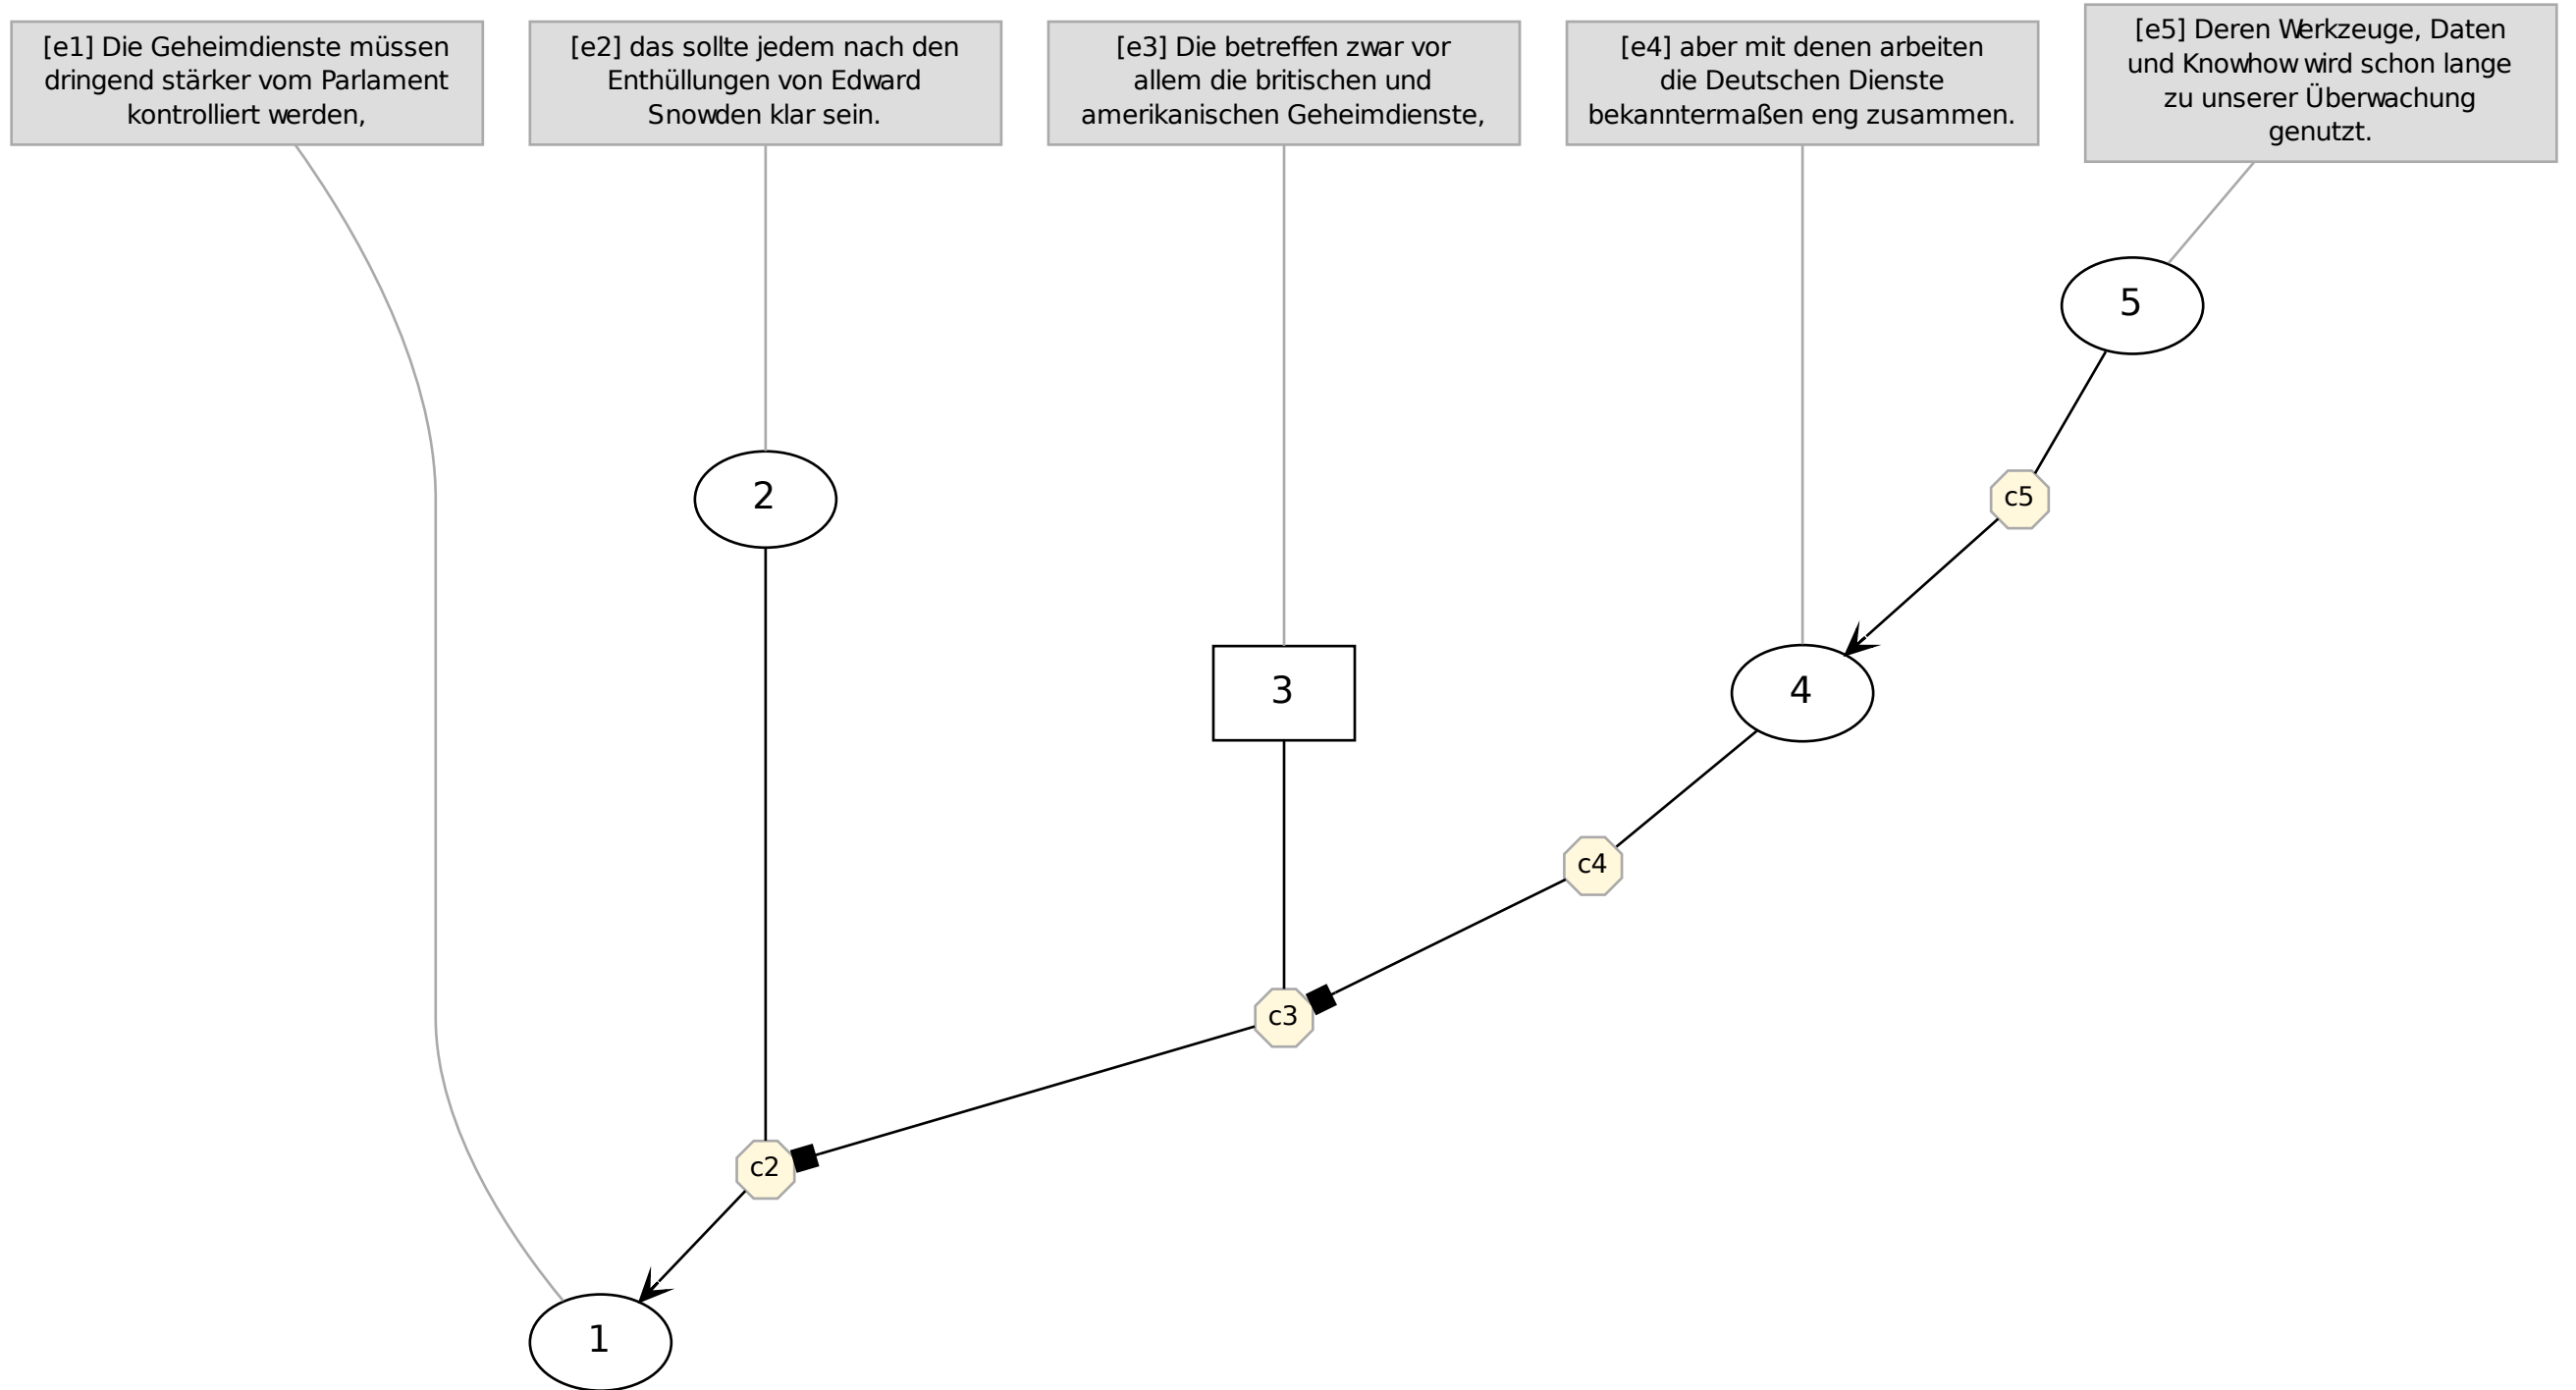 [e1] Die Geheimdienste müssen
dringend stärker vom Parlament
kontrolliert werden,
[e2] das sollte jedem nach den
Enthüllungen von Edward
Snowden klar sein.
[e3] Die betreffen zwar vor
allem die britischen und
amerikanischen Geheimdienste,
[e4] aber mit denen arbeiten
die Deutschen Dienste
bekanntermaßen eng zusammen.
[e5] Deren Werkzeuge, Daten
und Knowhow wird schon lange
zu unserer Überwachung
genutzt.
5
2
c5
3
4
c4
c3
c2
1